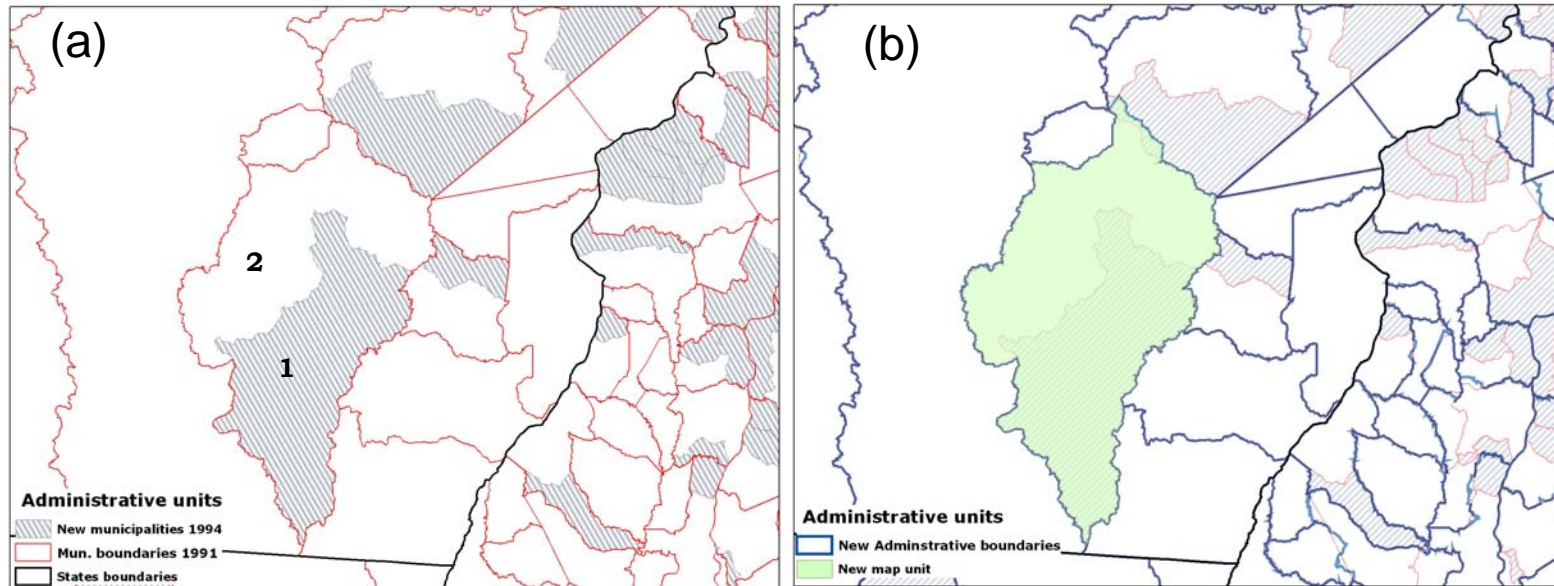 (a)
2
1
Administrative units
New municipalities 1994
Mun. boundaries 1991
States boundaries
(b)
Administrative units
New Adminstrative boundaries
New map unit